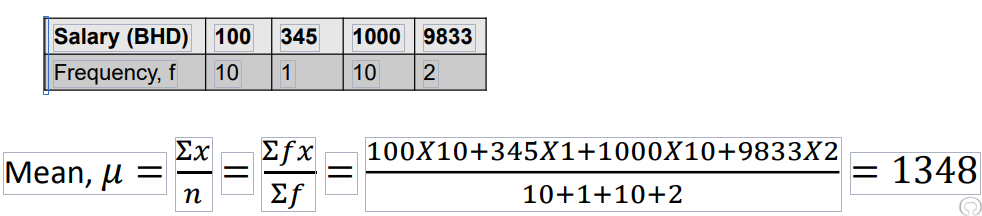 Salary (BHD) 100 345 1000 9833
Frequency, f 10 1 10 2
Mean, μ = Σx/n = Σfx/Σf = 100X10+345X1+1000X10+9833X2/10+1+10+2 = 1348